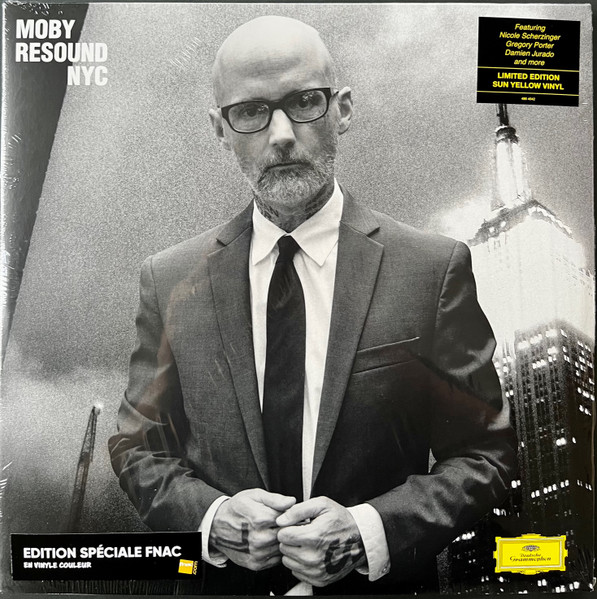 MOBY
RESOUND
NYC
Featuring
Nicole Scherzinger
Gregory Porter
Damien Jurado
and more
LIMITED EDITION
SUN YELLOW VINYL
EDITION SPÉCIALE FNAC
EN VINYLE COULEUR
Deutsche
Grammophon